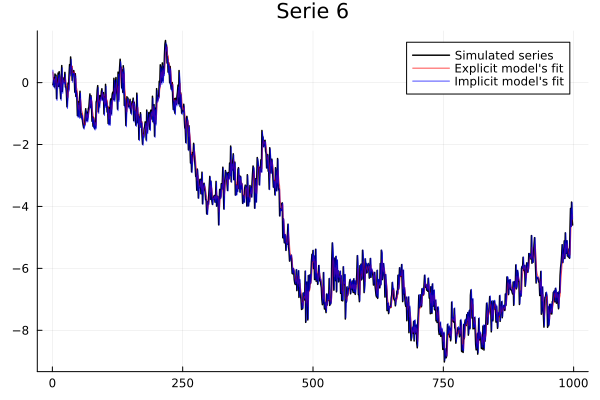 Serie 6
Simulated series
Explicit model's fit
Implicit model's fit
0
−2
−4
−6
−8
0
250
500
750
1000